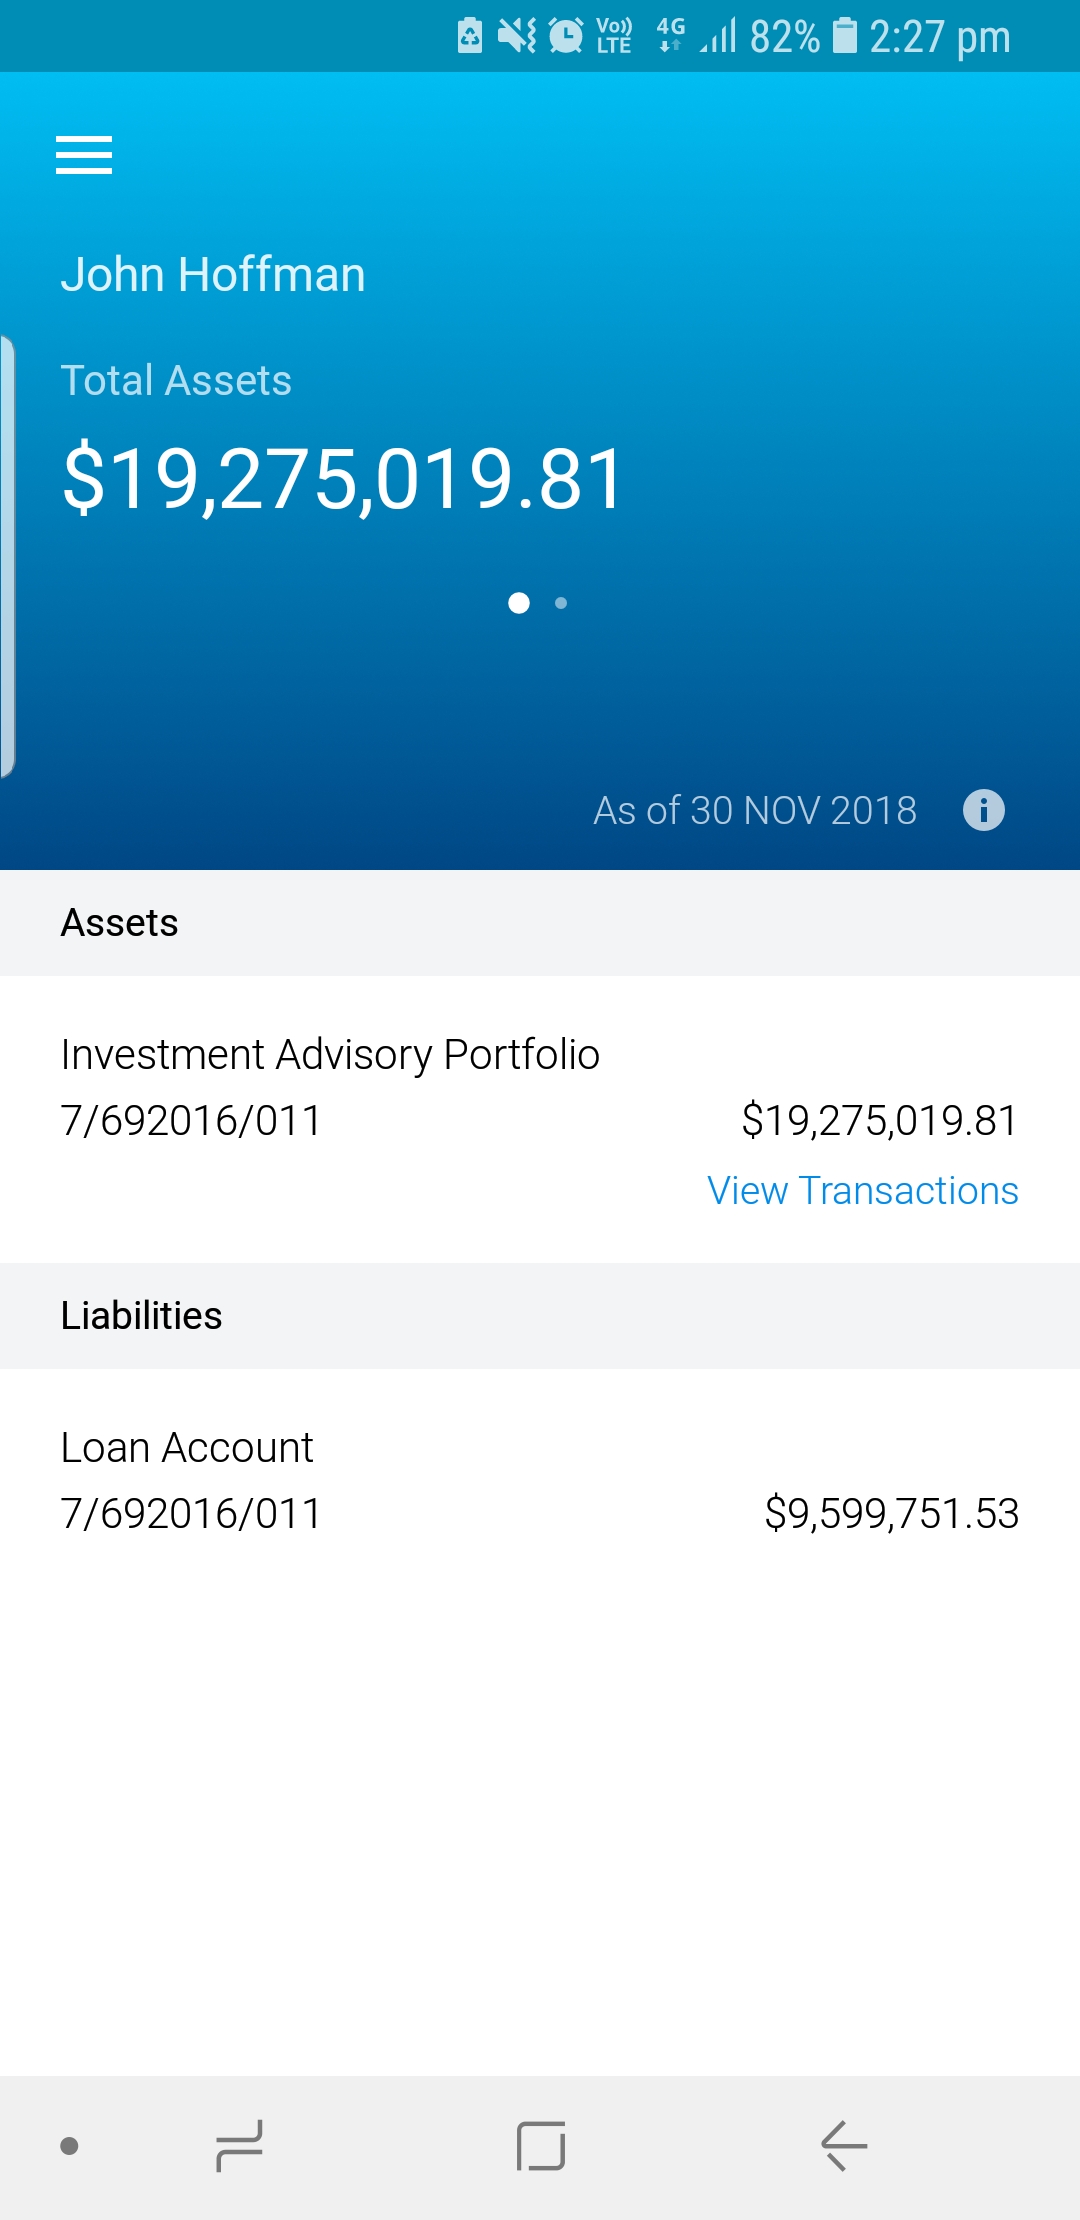 Vo)) LTE 4G 82% 2:27 pm
John Hoffman
Total Assets
$19,275,019.81
As of 30 NOV 2018
Assets
Investment Advisory Portfolio
7/692016/011 $19,275,019.81
View Transactions
Liabilities
Loan Account
7/692016/011 $9,599,751.53